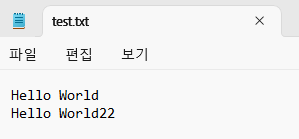 test.txt
파일 편집 보기
Hello World
Hello World22